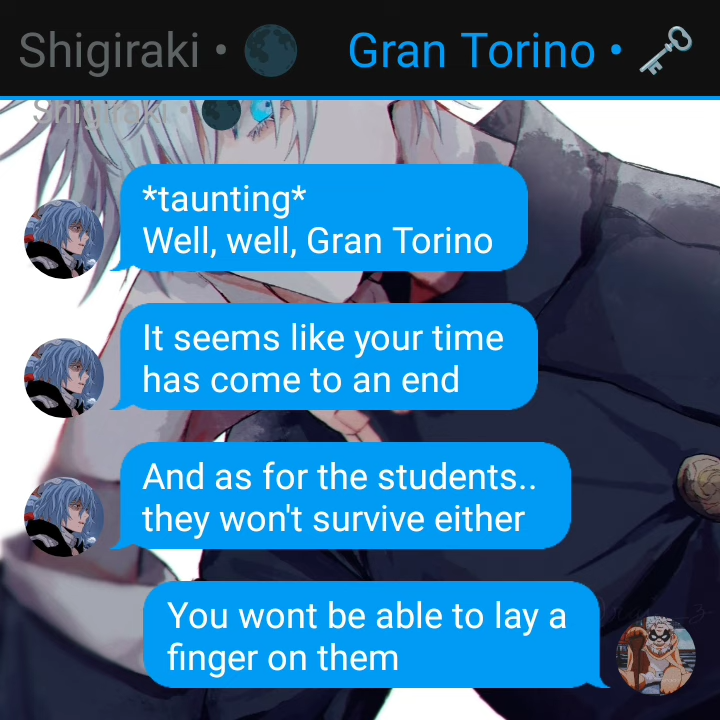 Shigiraki • 🌑 Gran Torino • 🗝
Shigiraki •
*taunting*
Well, well, Gran Torino
It seems like your time
has come to an end
And as for the students..
they won't survive either
You wont be able to lay a
finger on them